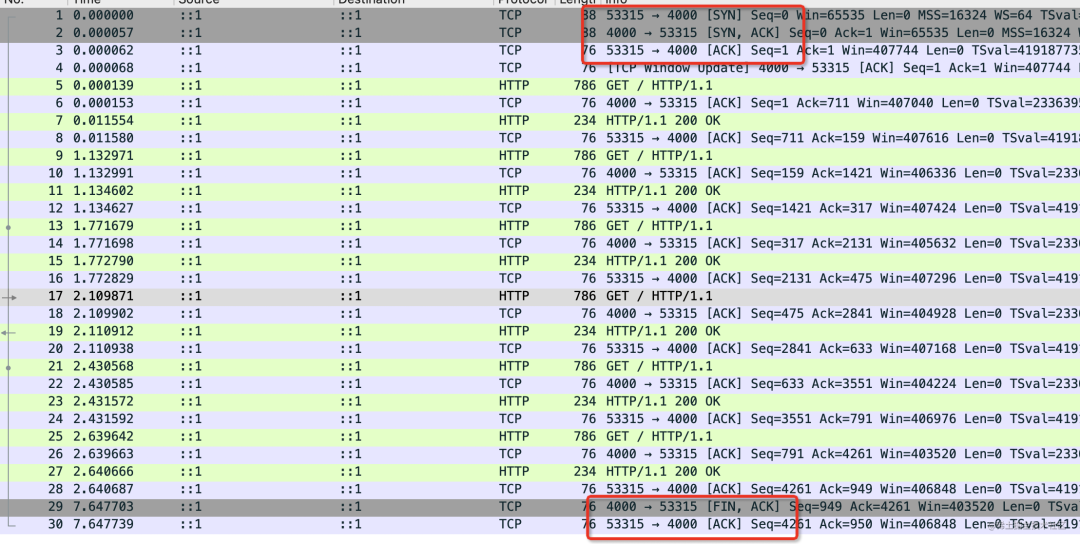 No. Time Source Destination Protocol Length Info
1 0.000000 ::1 ::1 TCP 88 53315 → 4000 [SYN] Seq=0 Win=65535 Len=0 MSS=16324 WS=64 TSval
2 0.000057 ::1 ::1 TCP 88 4000 → 53315 [SYN, ACK] Seq=0 Ack=1 Win=65535 Len=0 MSS=16324
3 0.000062 ::1 ::1 TCP 76 53315 → 4000 [ACK] Seq=1 Ack=1 Win=407744 Len=0 TSval=419187735
4 0.000068 ::1 ::1 TCP 76 [TCP Window Update] 4000 → 53315 [ACK] Seq=1 Ack=1 Win=407744
5 0.000139 ::1 ::1 HTTP 786 GET / HTTP/1.1
6 0.000153 ::1 ::1 TCP 76 4000 → 53315 [ACK] Seq=1 Ack=711 Win=407040 Len=0 TSval=2336395
7 0.011554 ::1 ::1 HTTP 234 HTTP/1.1 200 OK
8 0.011580 ::1 ::1 TCP 76 53315 → 4000 [ACK] Seq=711 Ack=159 Win=407616 Len=0 TSval=4191
9 1.132971 ::1 ::1 HTTP 786 GET / HTTP/1.1
10 1.132991 ::1 ::1 TCP 76 4000 → 53315 [ACK] Seq=159 Ack=1421 Win=406336 Len=0 TSval=233
11 1.134602 ::1 ::1 HTTP 234 HTTP/1.1 200 OK
12 1.134627 ::1 ::1 TCP 76 53315 → 4000 [ACK] Seq=1421 Ack=317 Win=407424 Len=0 TSval=419
13 1.771679 ::1 ::1 HTTP 786 GET / HTTP/1.1
14 1.771698 ::1 ::1 TCP 76 4000 → 53315 [ACK] Seq=317 Ack=2131 Win=405632 Len=0 TSval=233
15 1.772790 ::1 ::1 HTTP 234 HTTP/1.1 200 OK
16 1.772829 ::1 ::1 TCP 76 53315 → 4000 [ACK] Seq=2131 Ack=475 Win=407296 Len=0 TSval=419
17 2.109871 ::1 ::1 HTTP 786 GET / HTTP/1.1
18 2.109902 ::1 ::1 TCP 76 4000 → 53315 [ACK] Seq=475 Ack=2841 Win=404928 Len=0 TSval=233
19 2.110912 ::1 ::1 HTTP 234 HTTP/1.1 200 OK
20 2.110938 ::1 ::1 TCP 76 53315 → 4000 [ACK] Seq=2841 Ack=633 Win=407168 Len=0 TSval=419
21 2.430568 ::1 ::1 HTTP 786 GET / HTTP/1.1
22 2.430585 ::1 ::1 TCP 76 4000 → 53315 [ACK] Seq=633 Ack=3551 Win=404224 Len=0 TSval=233
23 2.431572 ::1 ::1 HTTP 234 HTTP/1.1 200 OK
24 2.431592 ::1 ::1 TCP 76 53315 → 4000 [ACK] Seq=3551 Ack=791 Win=406976 Len=0 TSval=419
25 2.639642 ::1 ::1 HTTP 786 GET / HTTP/1.1
26 2.639663 ::1 ::1 TCP 76 4000 → 53315 [ACK] Seq=791 Ack=4261 Win=403520 Len=0 TSval=233
27 2.640666 ::1 ::1 HTTP 234 HTTP/1.1 200 OK
28 2.640687 ::1 ::1 TCP 76 53315 → 4000 [ACK] Seq=4261 Ack=949 Win=406848 Len=0 TSval=419
29 7.647703 ::1 ::1 TCP 76 4000 → 53315 [FIN, ACK] Seq=949 Ack=4261 Win=403520 Len=0 TSva
30 7.647739 ::1 ::1 TCP 76 53315 → 4000 [ACK] Seq=4261 Ack=950 Win=406848 Len=0 TSval=419